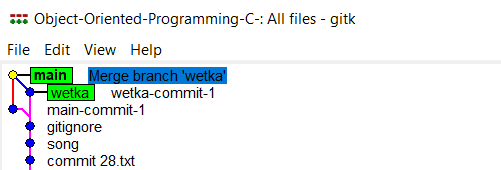 Object-Oriented-Programming-C-: All files - gitk
File Edit View Help
main Merge branch 'wetka'
wetka wetka-commit-1
main-commit-1
gitignore
song
commit 28.txt